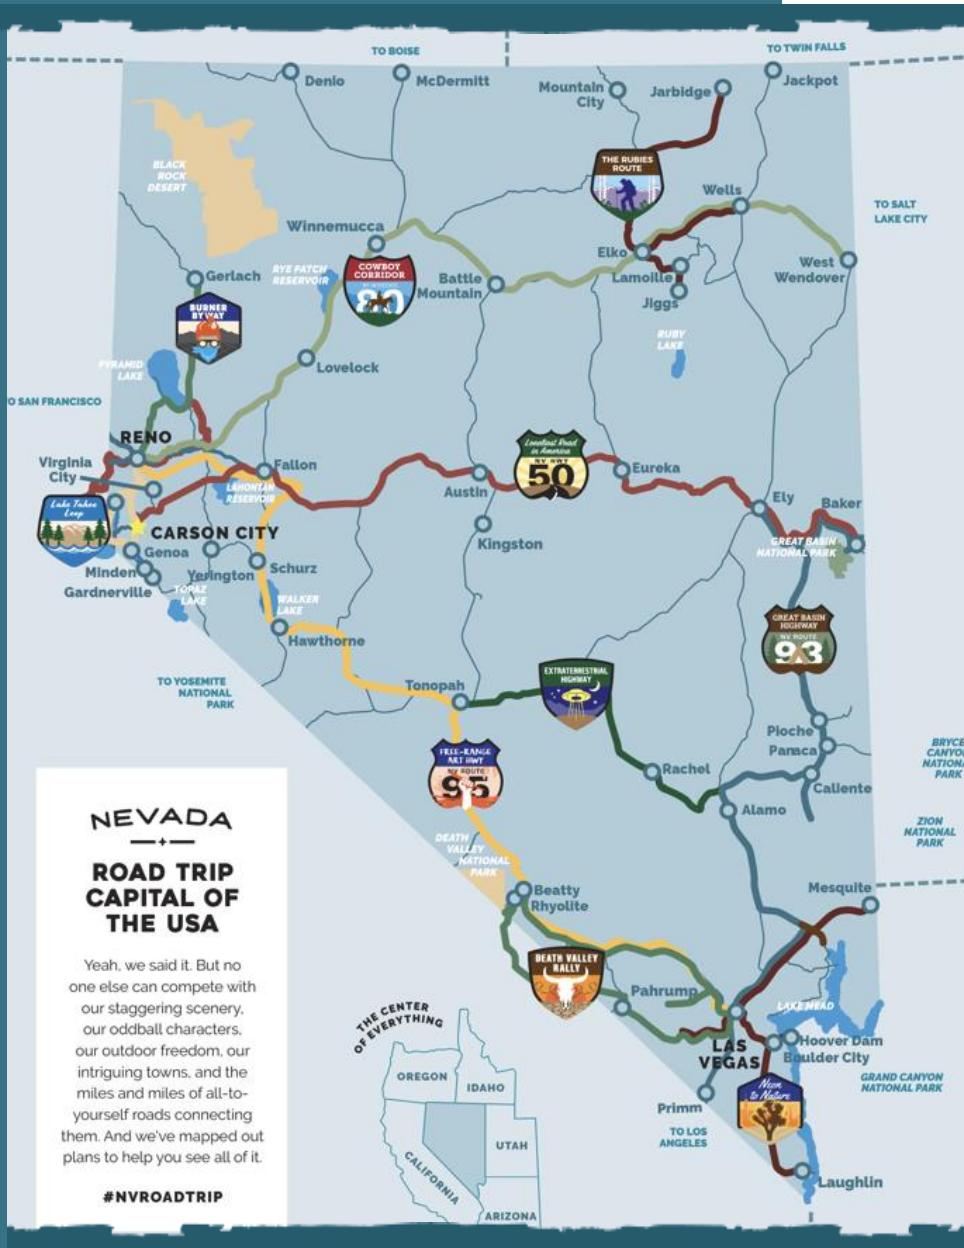 TO BOISE
TO TWIN FALLS
Denio
McDermitt
Mountain
City
Jarbidge
Jackpot
BLACK
ROCK
DESERT
THE RUBIES
ROUTE
Wells
TO SALT
LAKE CITY
Winnemucca
Elko
West
Wendover
Gerlach
RYE PATCH
RESERVOIR
COWBOY
CORRIDOR
80
Battle
Mountain
Lamoille
Jiggs
BURNER
BYWAY
RUBY
LAKE
PYRAMID
LAKE
Lovelock
O SAN FRANCISCO
RENO
Virginia
City
Fallon
Loneliest Road
in America
NV HWY
50
Eureka
LAHONTAN
RESERVOIR
Austin
Ely
Baker
Lake Tahoe
Loop
CARSON CITY
Kingston
GREAT BASIN
NATIONAL PARK
Genoa
Minden
Gardnerville
Yerington
Schurz
TOPAZ
LAKE
WALKER
LAKE
Hawthorne
GREAT BASIN
HIGHWAY
NV ROUTE
93
TO YOSEMITE
NATIONAL
PARK
Tonopah
EXTRATERRESTRIAL
HIGHWAY
Pioche
Panaca
FREE-RANGE
ART HWY
NV ROUTE
95
Rachel
Caliente
BRYCE
CANYO
NATIONA
PARK
Alamo
ZION
NATIONAL
PARK
DEATH
VALLEY
NATIONAL
PARK
Beatty
Rhyolite
Mesquite
DEATH VALLEY
RALLY
Pahrump
LAKE MEAD
LAS
VEGAS
Hoover Dam
Boulder City
GRAND CANYON
NATIONAL PARK
Neon
to Nature
Primm
TO LOS
ANGELES
Laughlin
NEVADA
ROAD TRIP
CAPITAL OF
THE USA
Yeah, we said it. But no
one else can compete with
our staggering scenery,
our oddball characters,
our outdoor freedom, our
intriguing towns, and the
miles and miles of all-to-
yourself roads connecting
them. And we've mapped out
plans to help you see all of it.
#NVROADTRIP
THE CENTER
OF EVERYTHING
OREGON
IDAHO
UTAH
CALIFORNIA
ARIZONA